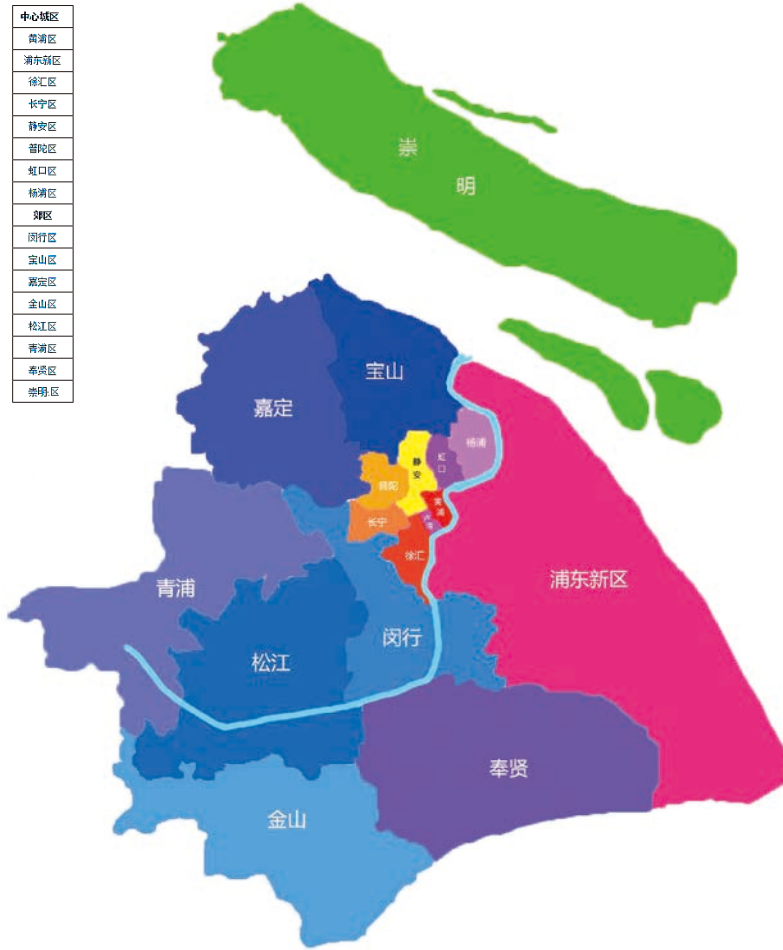 中心城区
黄浦区
浦东新区
徐汇区
长宁区
静安区
普陀区
虹口区
杨浦区
郊区
闵行区
宝山区
嘉定区
金山区
松江区
青浦区
奉贤区
崇明区
崇
明
宝山
嘉定
杨浦
虹
口
静
安
普陀
黄
浦
长宁
徐汇
浦东新区
青浦
闵行
松江
奉贤
金山